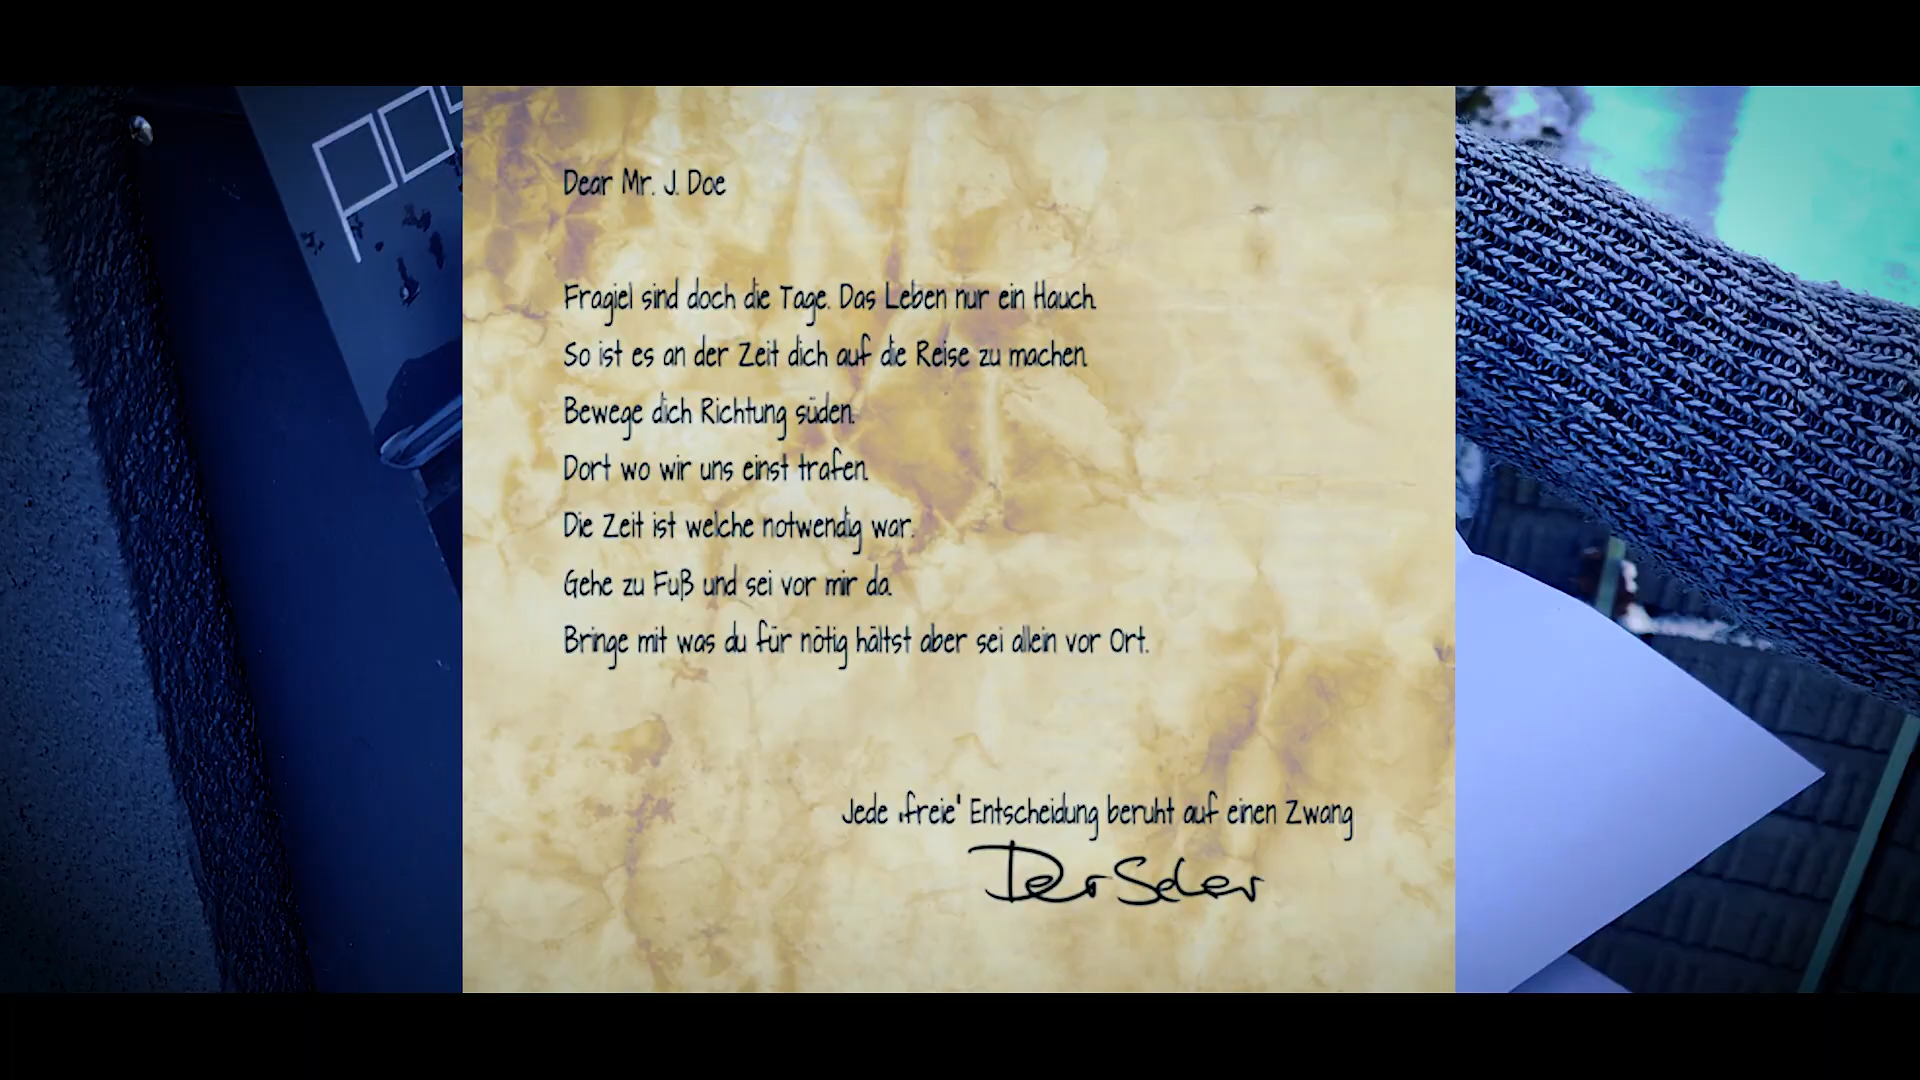 Dear Mr. J. Doe
Fragiel sind doch die Tage. Das Leben nur ein Hauch.
So ist es an der Zeit dich auf die Reise zu machen.
Bewege dich Richtung süden.
Dort wo wir uns einst trafen.
Die Zeit ist welche notwendig war.
Gehe zu Fuß und sei vor mir da.
Bringe mit was du für nötig hältst aber sei allein vor Ort.
Jede „freie" Entscheidung beruht auf einen Zwang